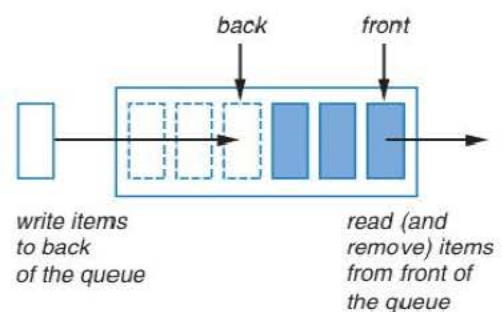 back
front
write items
to back
of the queue
read (and
remove) items
from front of
the queue